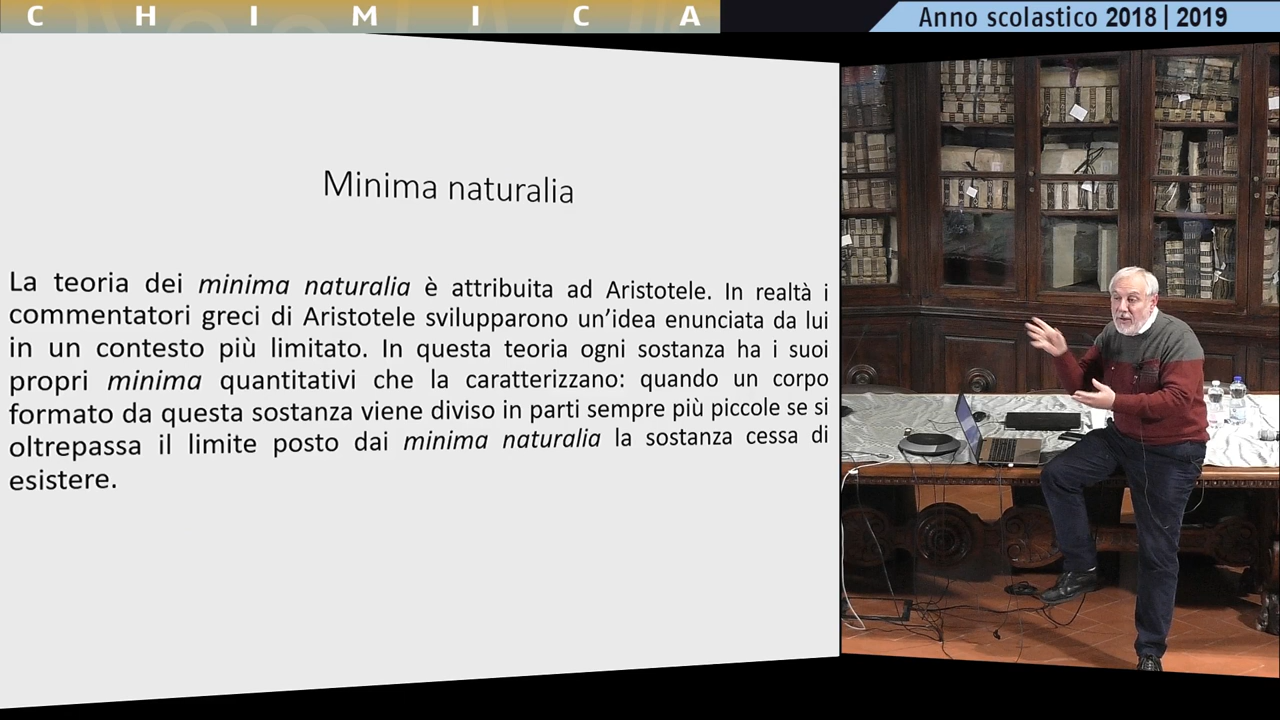 CHIMICA
Anno scolastico 2018 | 2019
Minima naturalia
La teoria dei minima naturalia è attribuita ad Aristotele. In realtà i
commentatori greci di Aristotele svilupparono un'idea enunciata da lui
in un contesto più limitato. In questa teoria ogni sostanza ha i suoi
propri minima quantitativi che la caratterizzano: quando un corpo
formato da questa sostanza viene diviso in parti sempre più piccole se si
oltrepassa il limite posto dai minima naturalia la sostanza cessa di
esistere.